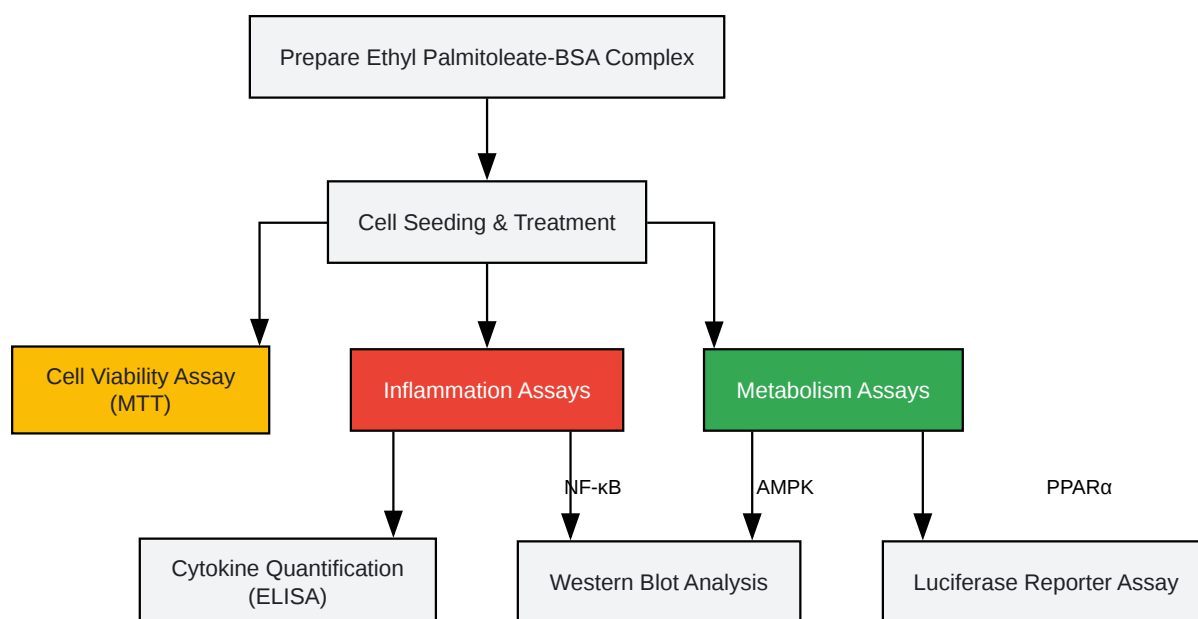 Prepare Ethyl Palmitoleate-BSA Complex
Cell Seeding & Treatment
Cell Viability Assay
(MTT)
Inflammation Assays
Metabolism Assays
NF-κB
AMPK
PPARα
Cytokine Quantification
(ELISA)
Western Blot Analysis
Luciferase Reporter Assay